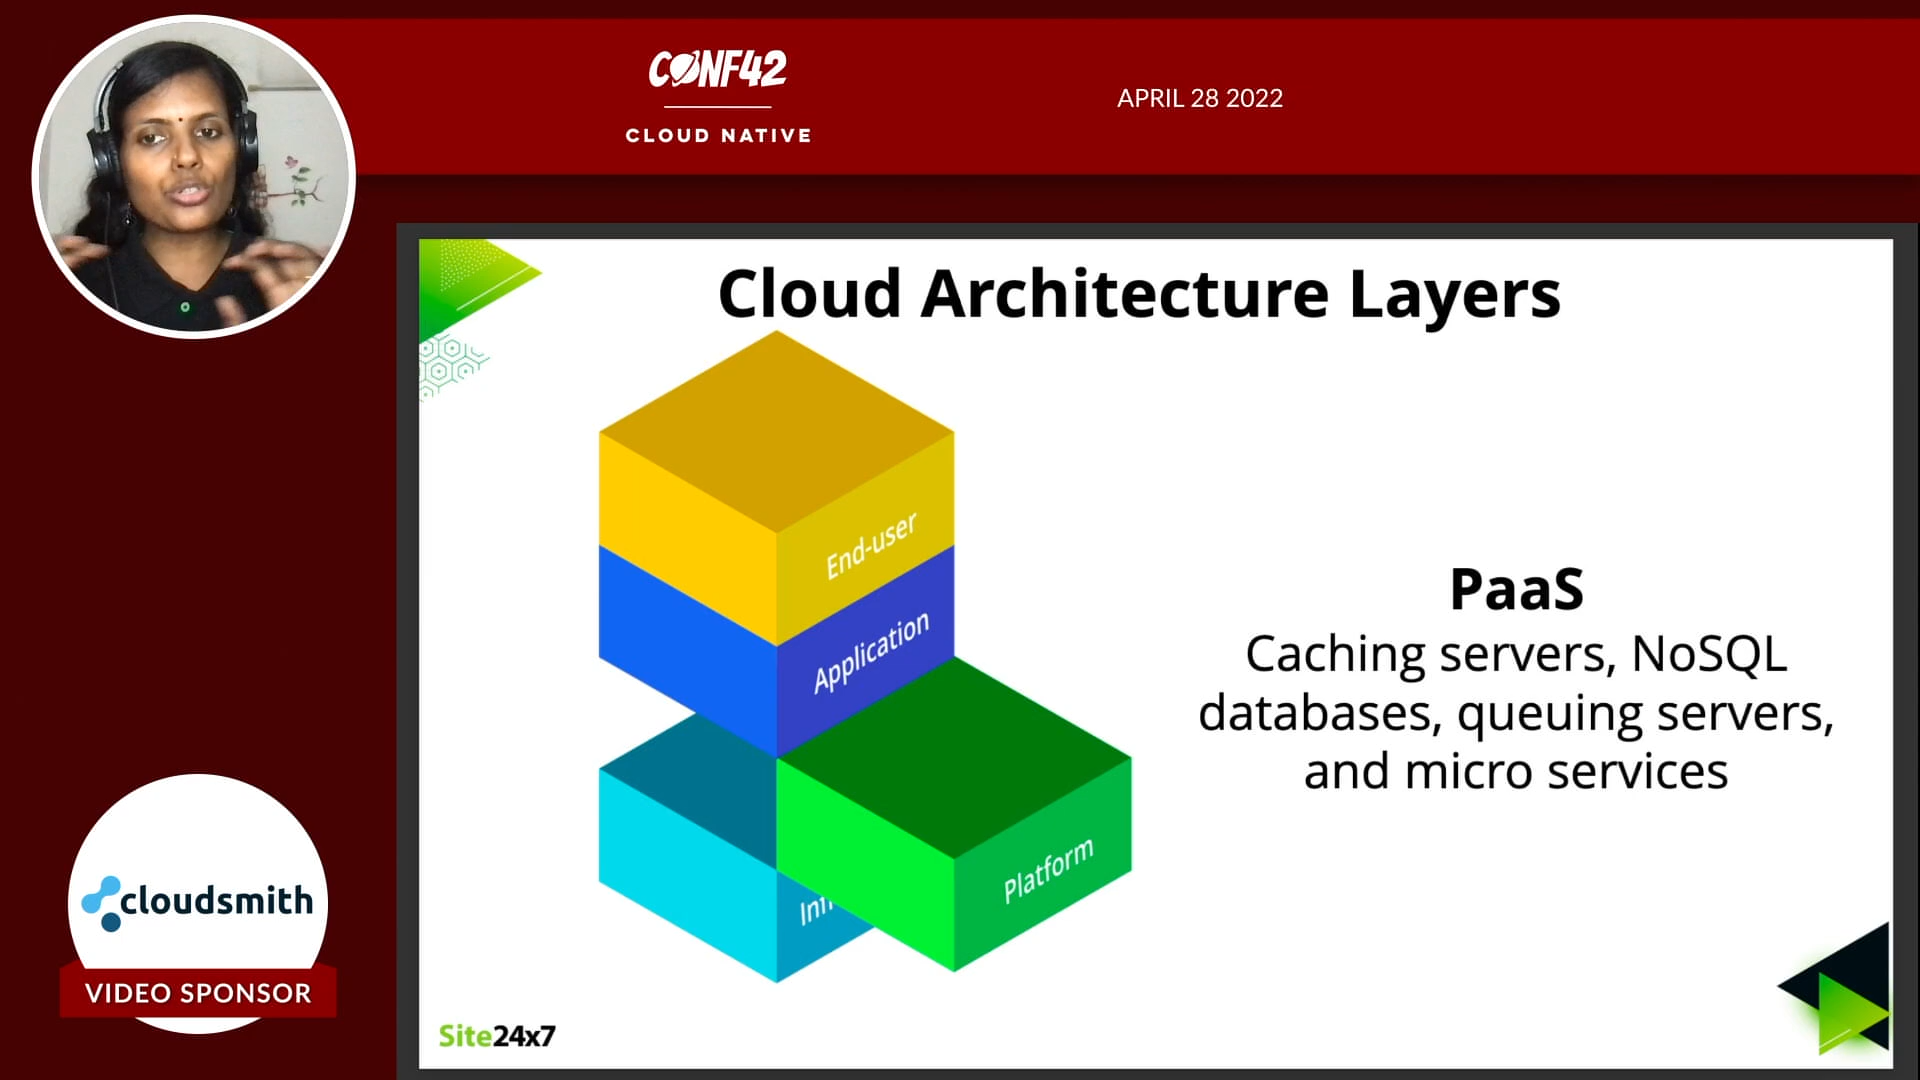 CONF42
CLOUD NATIVE
APRIL 28 2022
Cloud Architecture Layers
End-user
Application
Platform
PaaS
Caching servers, NoSQL
databases, queuing servers,
and micro services
cloudsmith
VIDEO SPONSOR
Site24x7